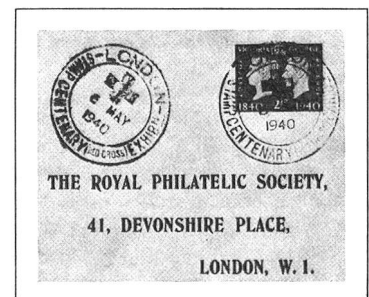 STAMP CENTENARY (RED CROSS) EXHIBN - LONDON -
6 MAY
1940
1840 1940
1940
STAMP CENTENARY
THE ROYAL PHILATELIC SOCIETY,
41, DEVONSHIRE PLACE,
LONDON, W. 1.